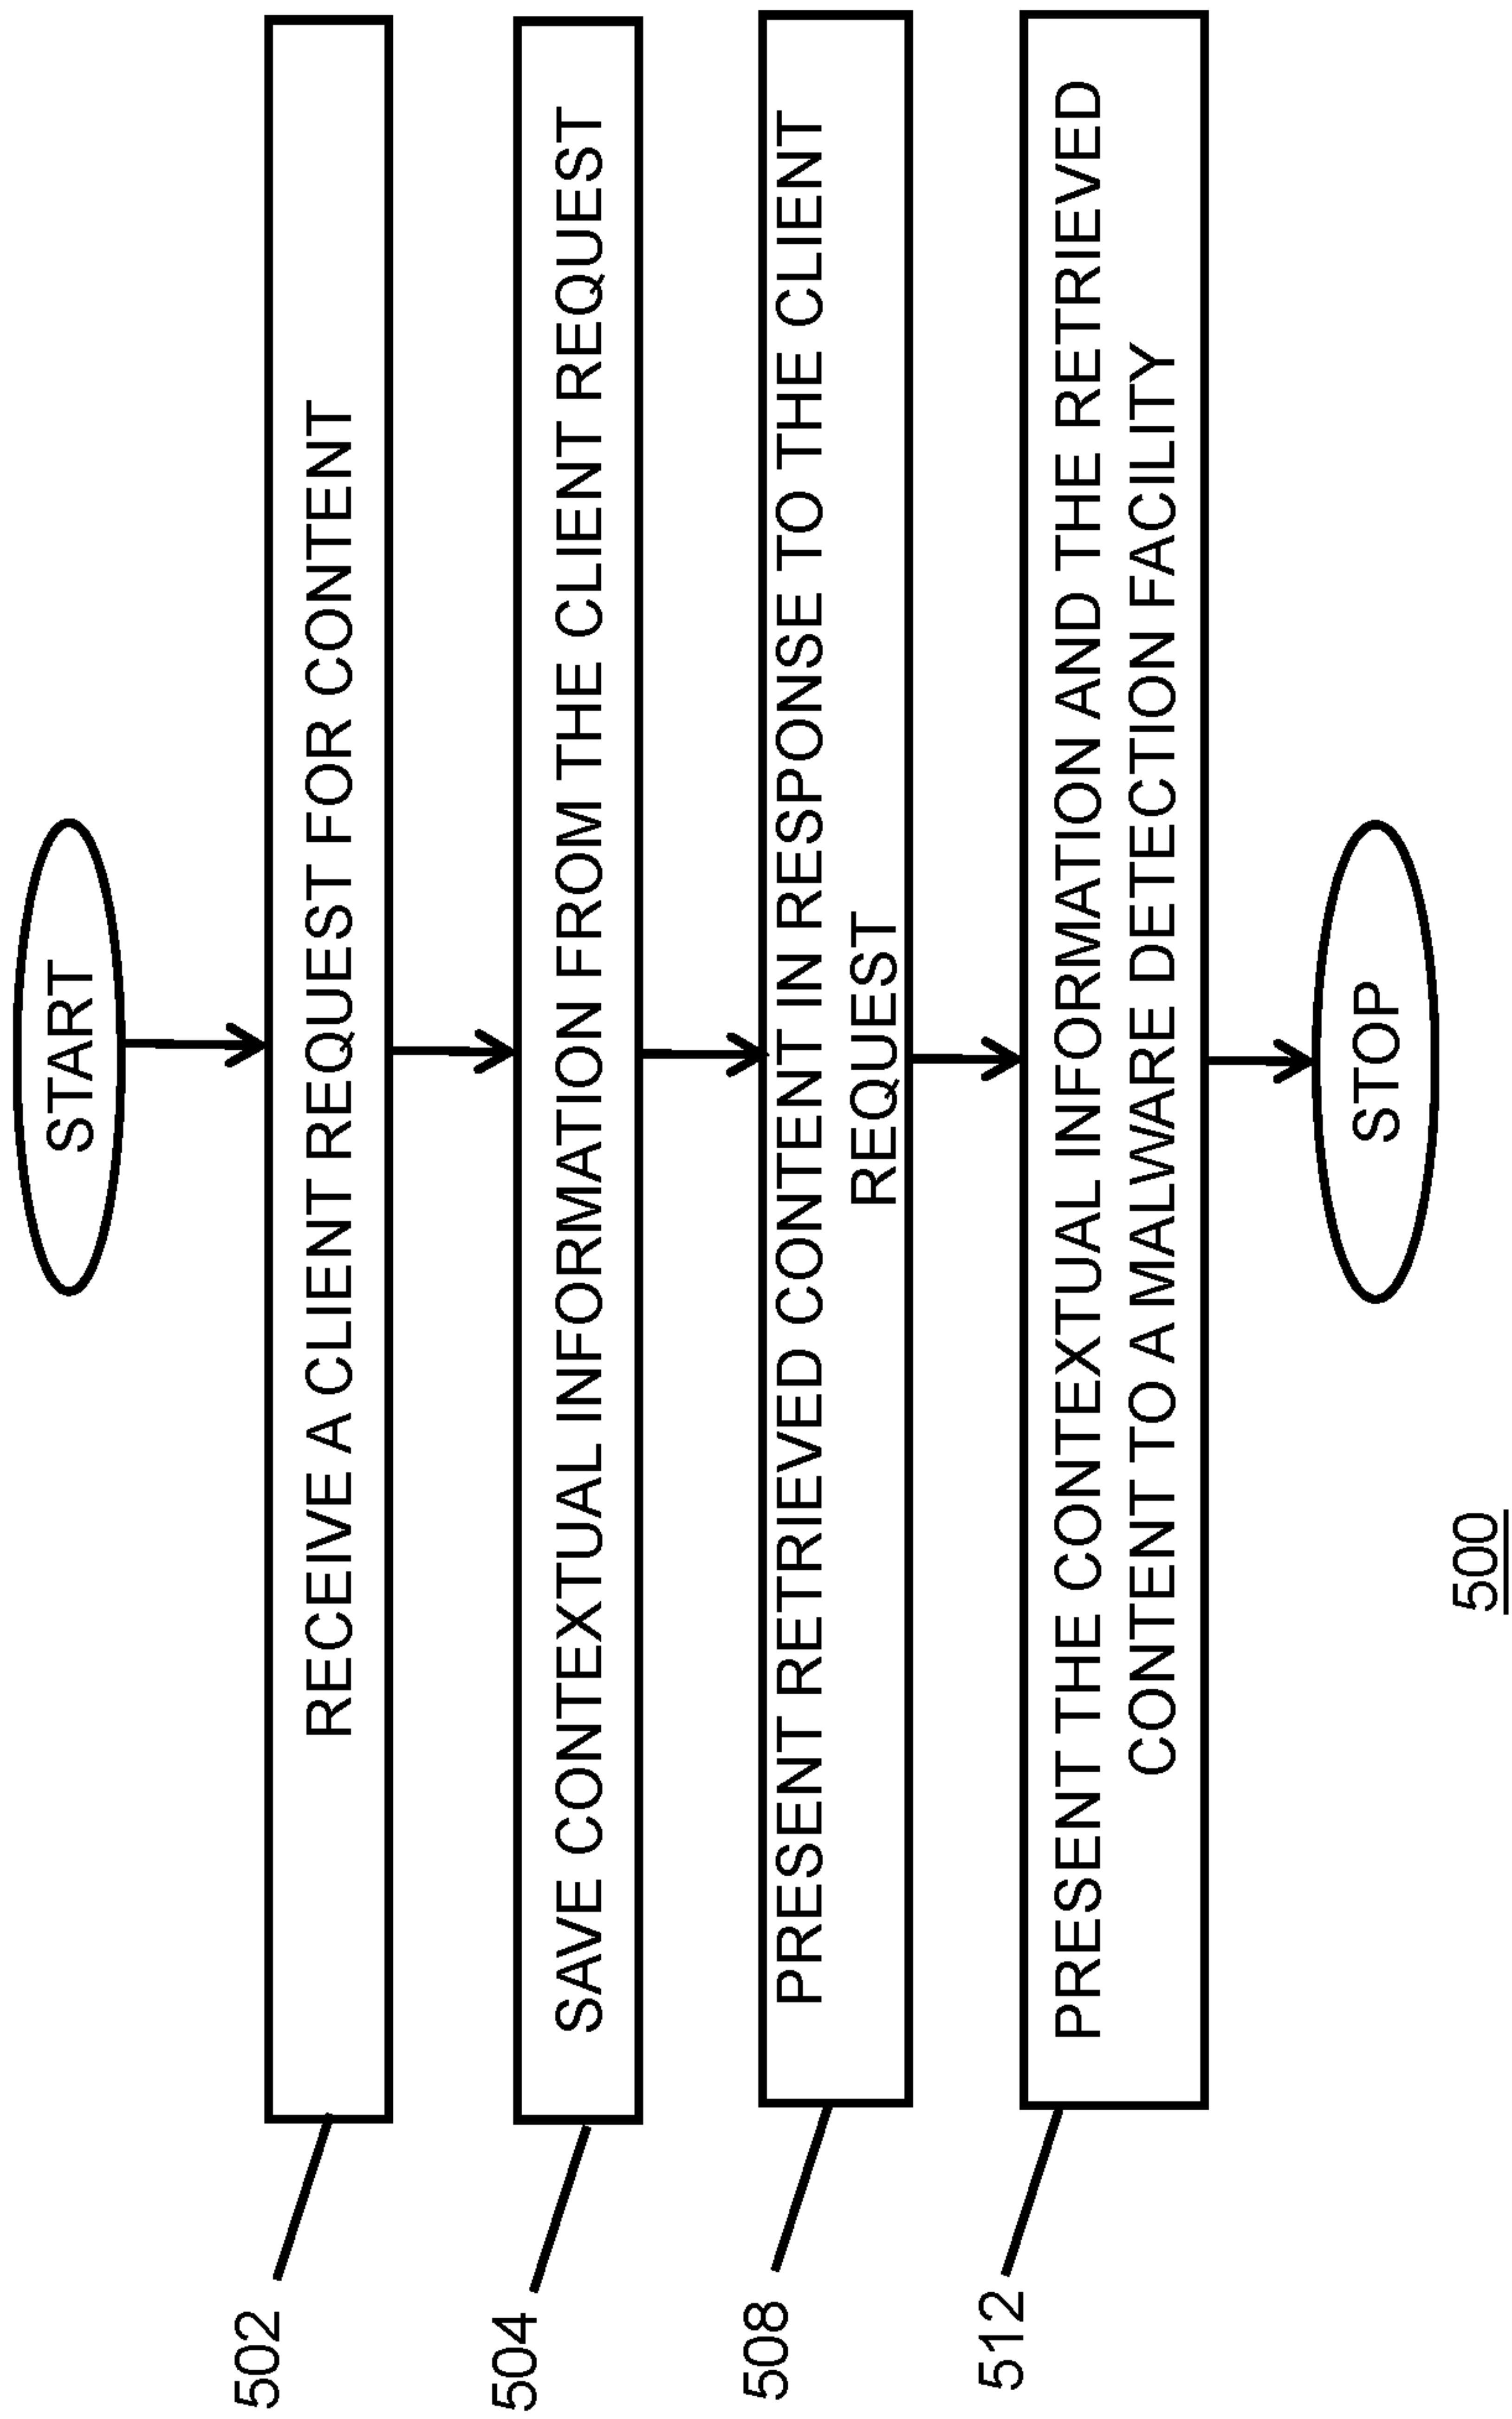 START
502
RECEIVE A CLIENT REQUEST FOR CONTENT
504
SAVE CONTEXTUAL INFORMATION FROM THE CLIENT REQUEST
508
PRESENT RETRIEVED CONTENT IN RESPONSE TO THE CLIENT
REQUEST
512
PRESENT THE CONTEXTUAL INFORMATION AND THE RETRIEVED
CONTENT TO A MALWARE DETECTION FACILITY
STOP
500